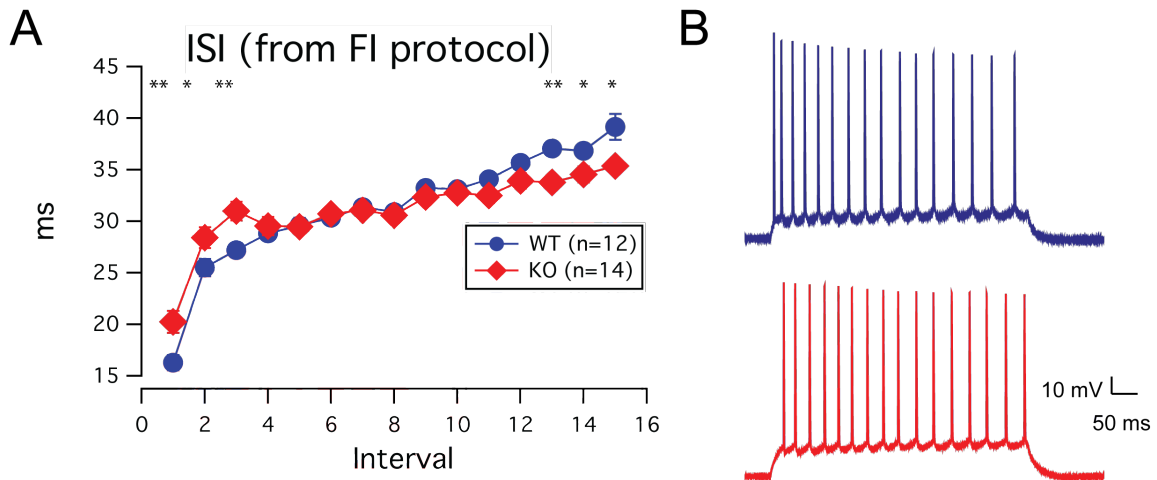 A
B
ISI (from FI protocol)
45
** * ** ** * *
40
35
30
25
20
15
ms
WT (n=12)
KO (n=14)
0 2 4 6 8 10 12 14 16
Interval
10 mV
50 ms